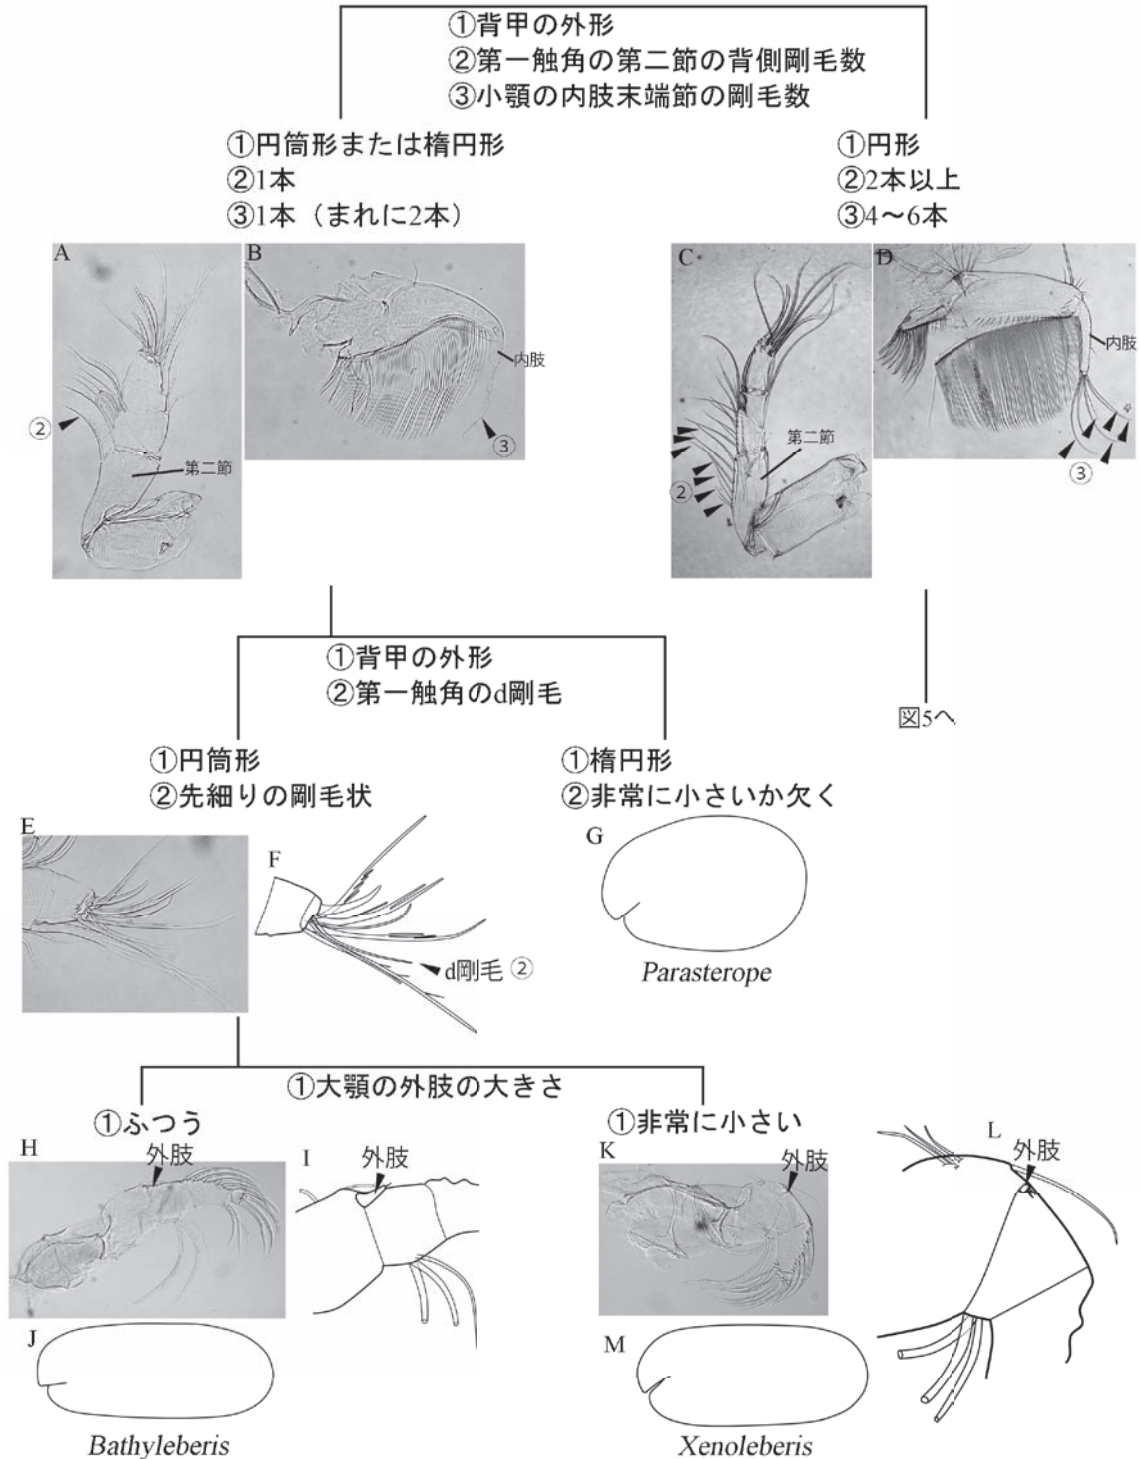 ①背甲の外形
②第一触角の第二節の背側剛毛数
③小顎の内肢末端節の剛毛数
①円筒形または楕円形
②1本
③1本（まれに2本）
①円形
②2本以上
③4～6本
A
B
C
D
内肢
内肢
②
第二節
③
第二節
②
③
①背甲の外形
②第一触角のd剛毛
図5へ
①円筒形
②先細りの剛毛状
①楕円形
②非常に小さいか欠く
E
F
G
d剛毛 ②
Parasterope
①大顎の外肢の大きさ
①ふつう
①非常に小さい
H
外肢
I
外肢
K
外肢
L
外肢
J
M
Bathyleberis
Xenoleberis